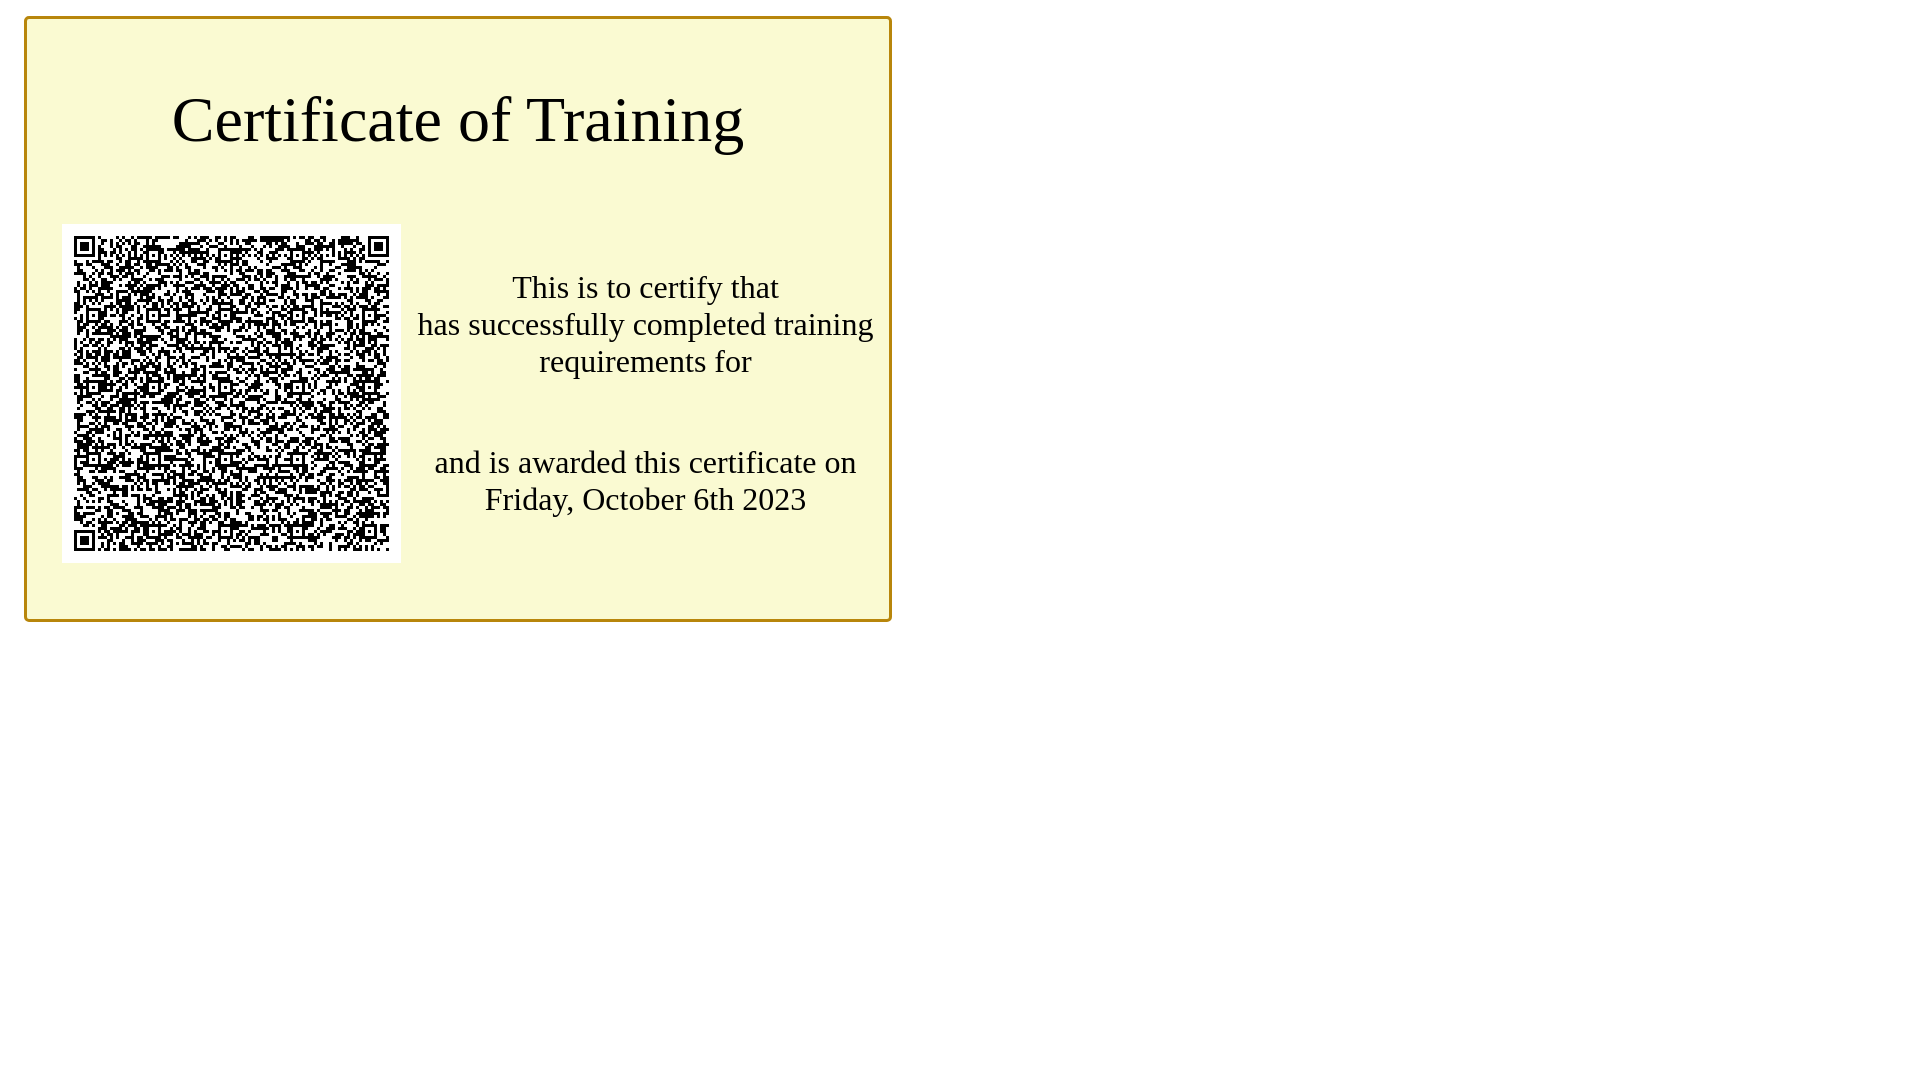 Certificate of Training
This is to certify that
has successfully completed training
requirements for
and is awarded this certificate on
Friday, October 6th 2023